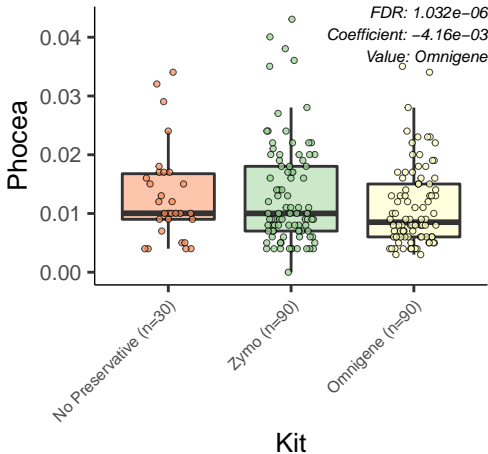 FDR: 1.032e−06
Coefficient: −4.16e−03
Value: Omnigene
Phocea
0.04
0.03
0.02
0.01
0.00
No Preservative (n=30)
Zymo (n=90)
Omnigene (n=90)
Kit